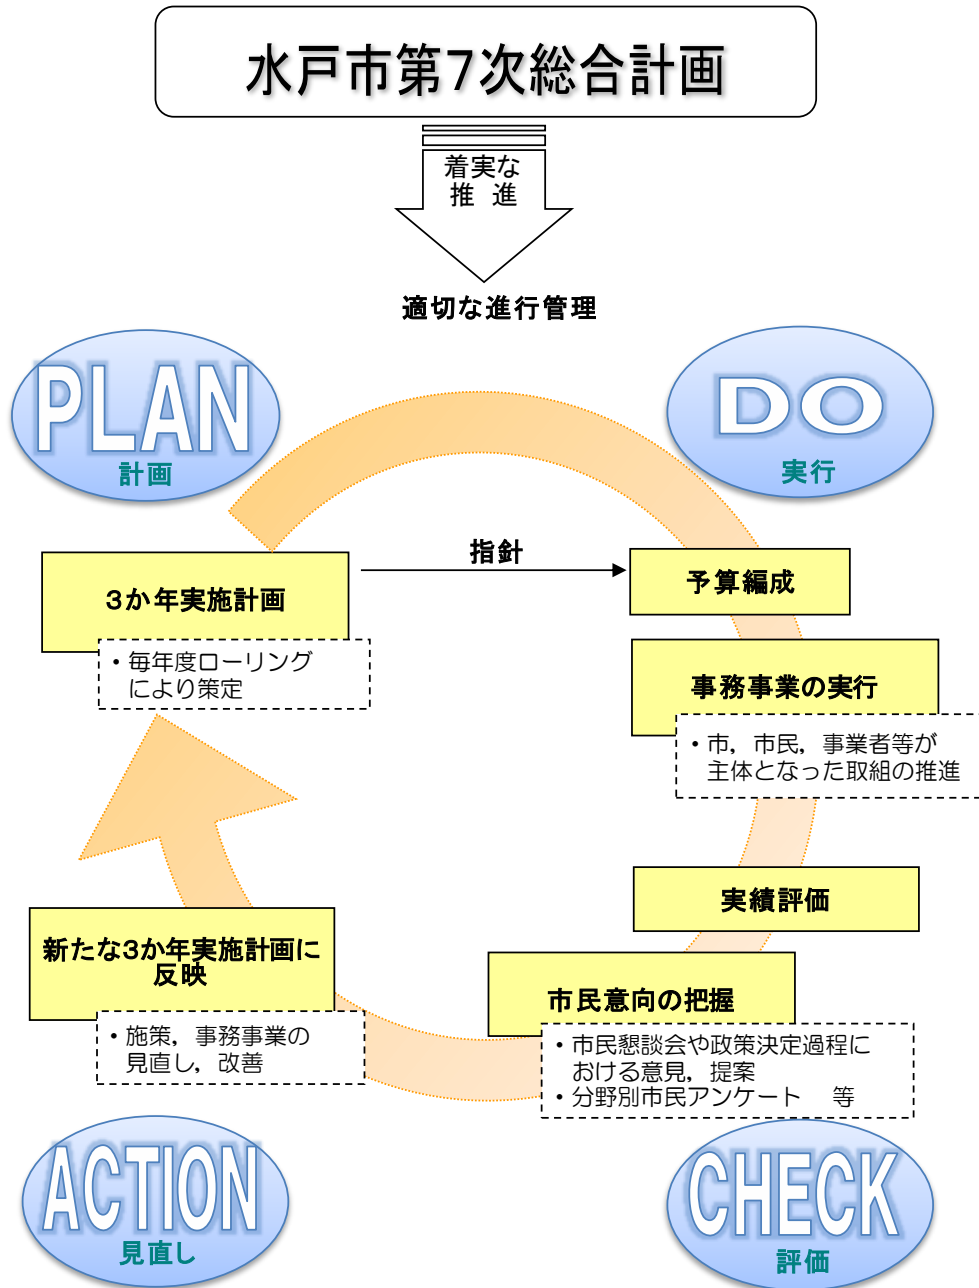 水戸市第７次総合計画
着実な
推　進
適切な進行管理
PLAN
計画
DO
実行
３か年実施計画
・毎年度ローリング
により策定
指針
予算編成
事務事業の実行
・市，市民，事業者等が
主体となった取組の推進
実績評価
市民意向の把握
・市民懇談会や政策決定過程に
おける意見，提案
・分野別市民アンケート　等
新たな3か年実施計画に
反映
・施策，事務事業の
見直し，改善
ACTION
見直し
CHECK
評価